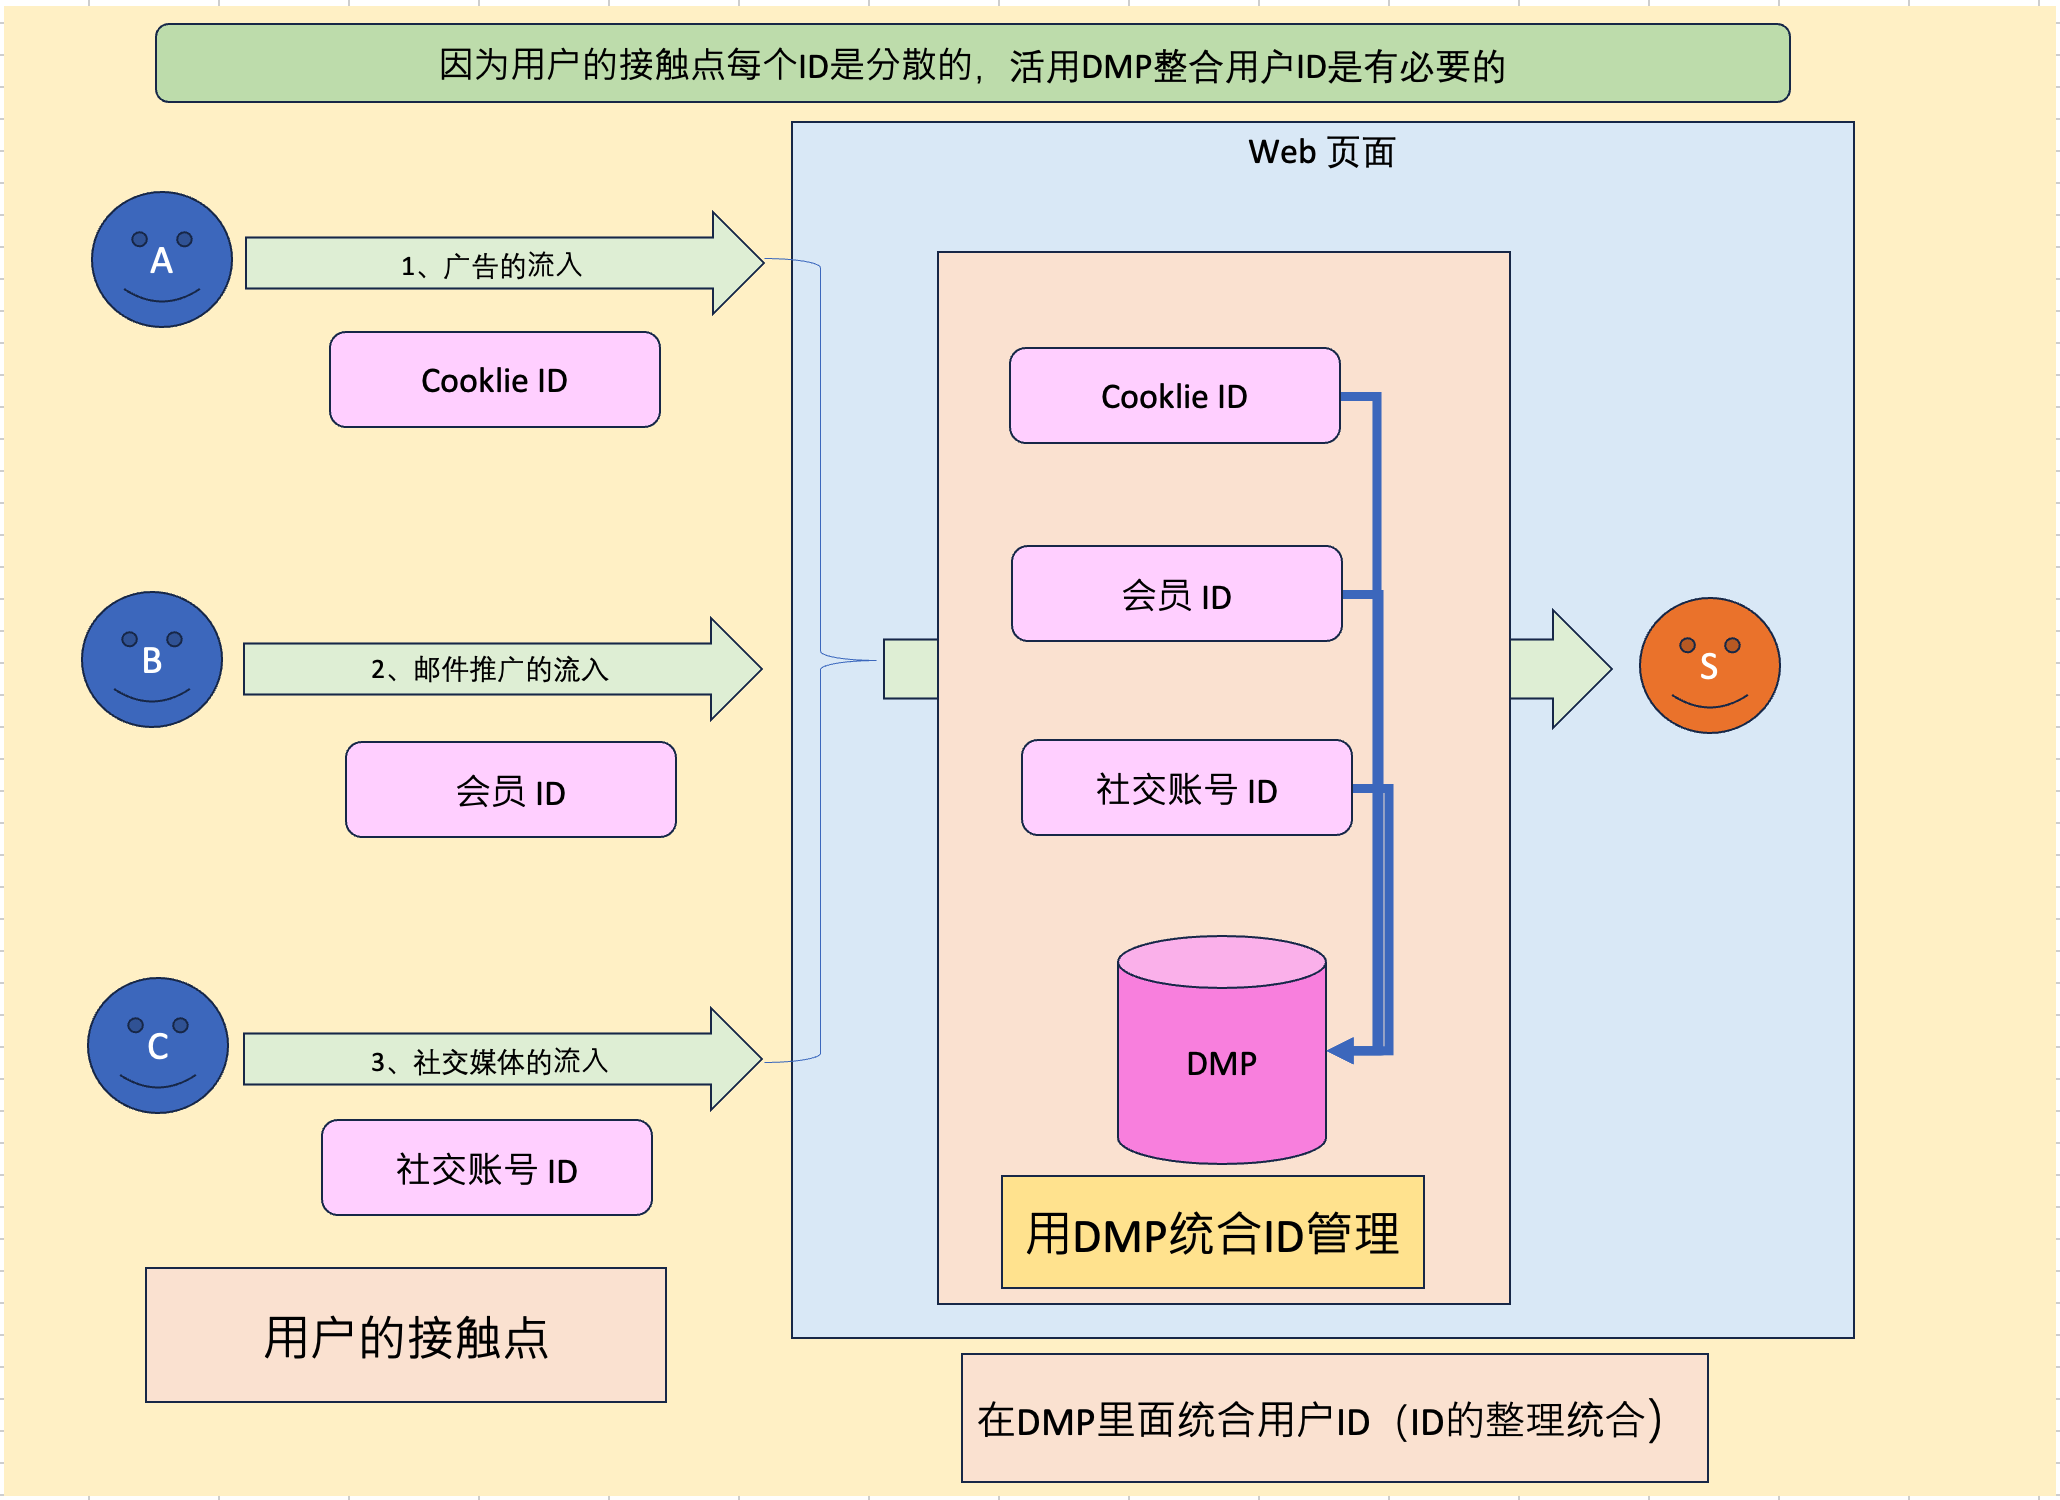 因为用户的接触点每个ID是分散的，活用DMP整合用户ID是有必要的
Web 页面
A
1、广告的流入
Cooklie ID
B
2、邮件推广的流入
会员 ID
C
3、社交媒体的流入
社交账号 ID
用户的接触点
Cooklie ID
会员 ID
社交账号 ID
DMP
用DMP统合ID管理
S
在DMP里面统合用户ID（ID的整理统合）